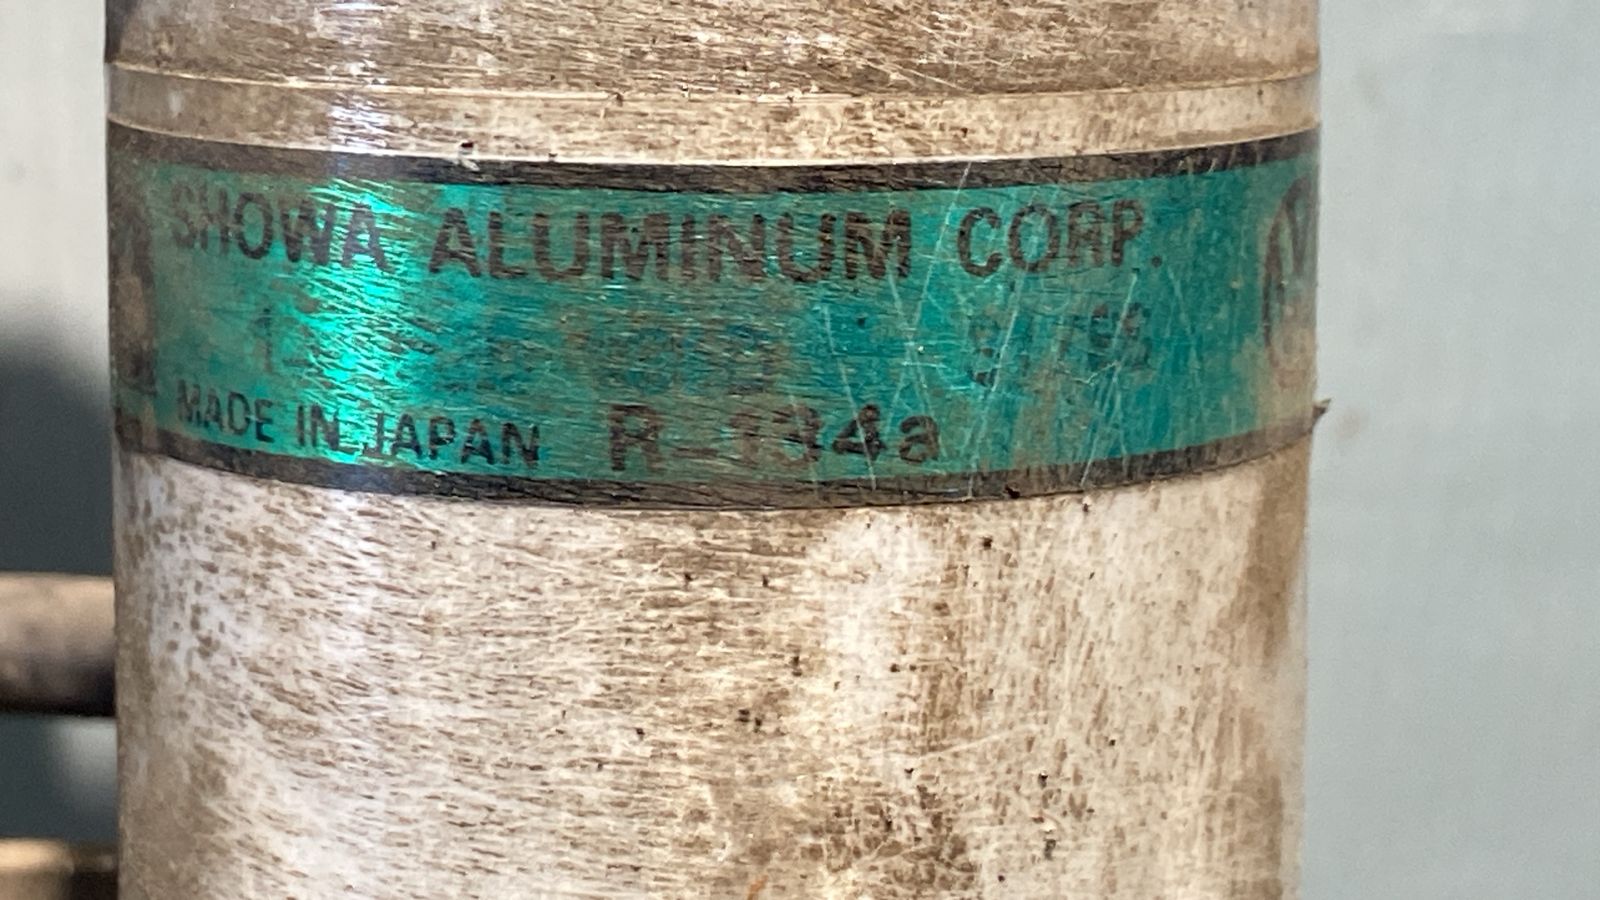 SHOWA ALUMINUM CORP.
MADE IN JAPAN R-134a